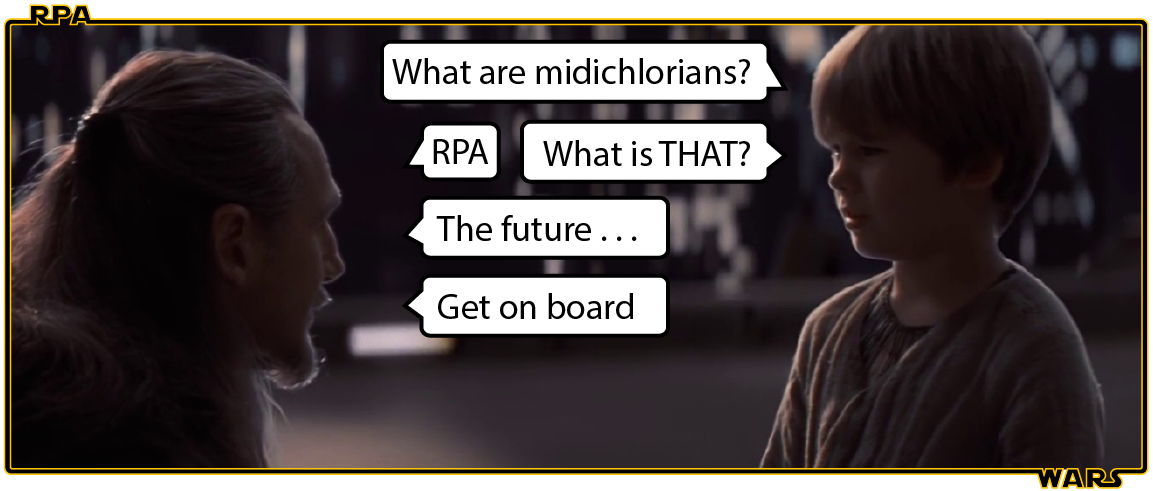 RPA
What are midichlorians?
RPA
What is THAT?
The future . . .
Get on board
WARS